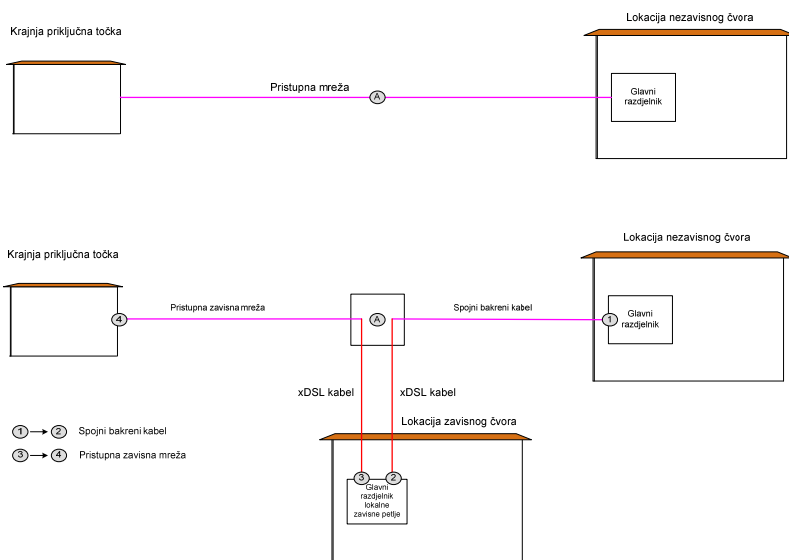 Lokacija nezavisnog čvora
Krajnja priključna točka
Pristupna mreža
A
Glavni
razdjelnik
Lokacija nezavisnog čvora
Krajnja priključna točka
Pristupna zavisna mreža
Spojni bakreni kabel
4
A
1
Glavni
razdjelnik
xDSL kabel
xDSL kabel
Lokacija zavisnog čvora
1 2 Spojni bakreni kabel
3 4 Pristupna zavisna mreža
3
2
Glavni
razdjelnik
lokalne
zavisne petlje